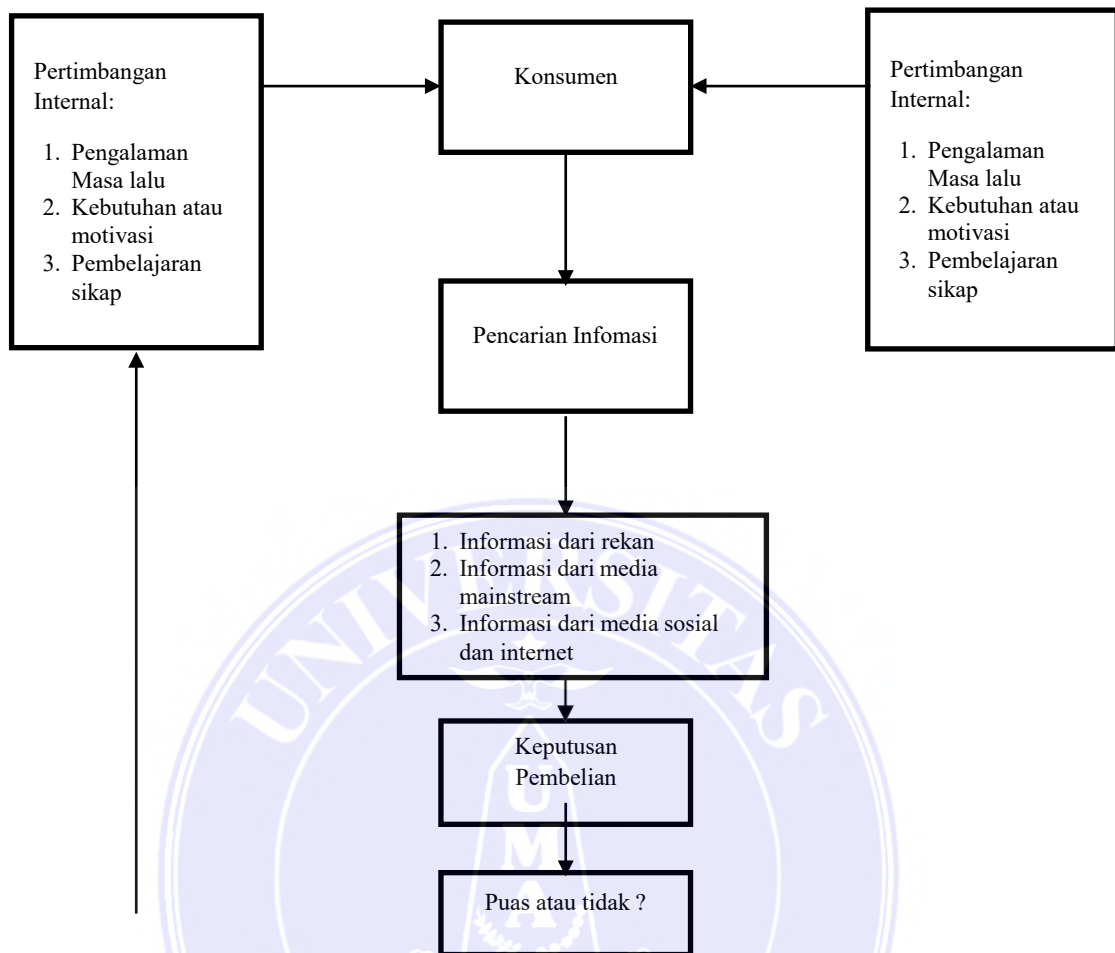 Pertimbangan
Internal:
1. Pengalaman
Masa lalu
2. Kebutuhan atau
motivasi
3. Pembelajaran
sikap
Konsumen
Pertimbangan
Internal:
1. Pengalaman
Masa lalu
2. Kebutuhan atau
motivasi
3. Pembelajaran
sikap
Pencarian Infomasi
1. Informasi dari rekan
2. Informasi dari media
mainstream
3. Informasi dari media sosial
dan internet
Keputusan
Pembelian
Puas atau tidak ?
UNIVERSITAS
UMA